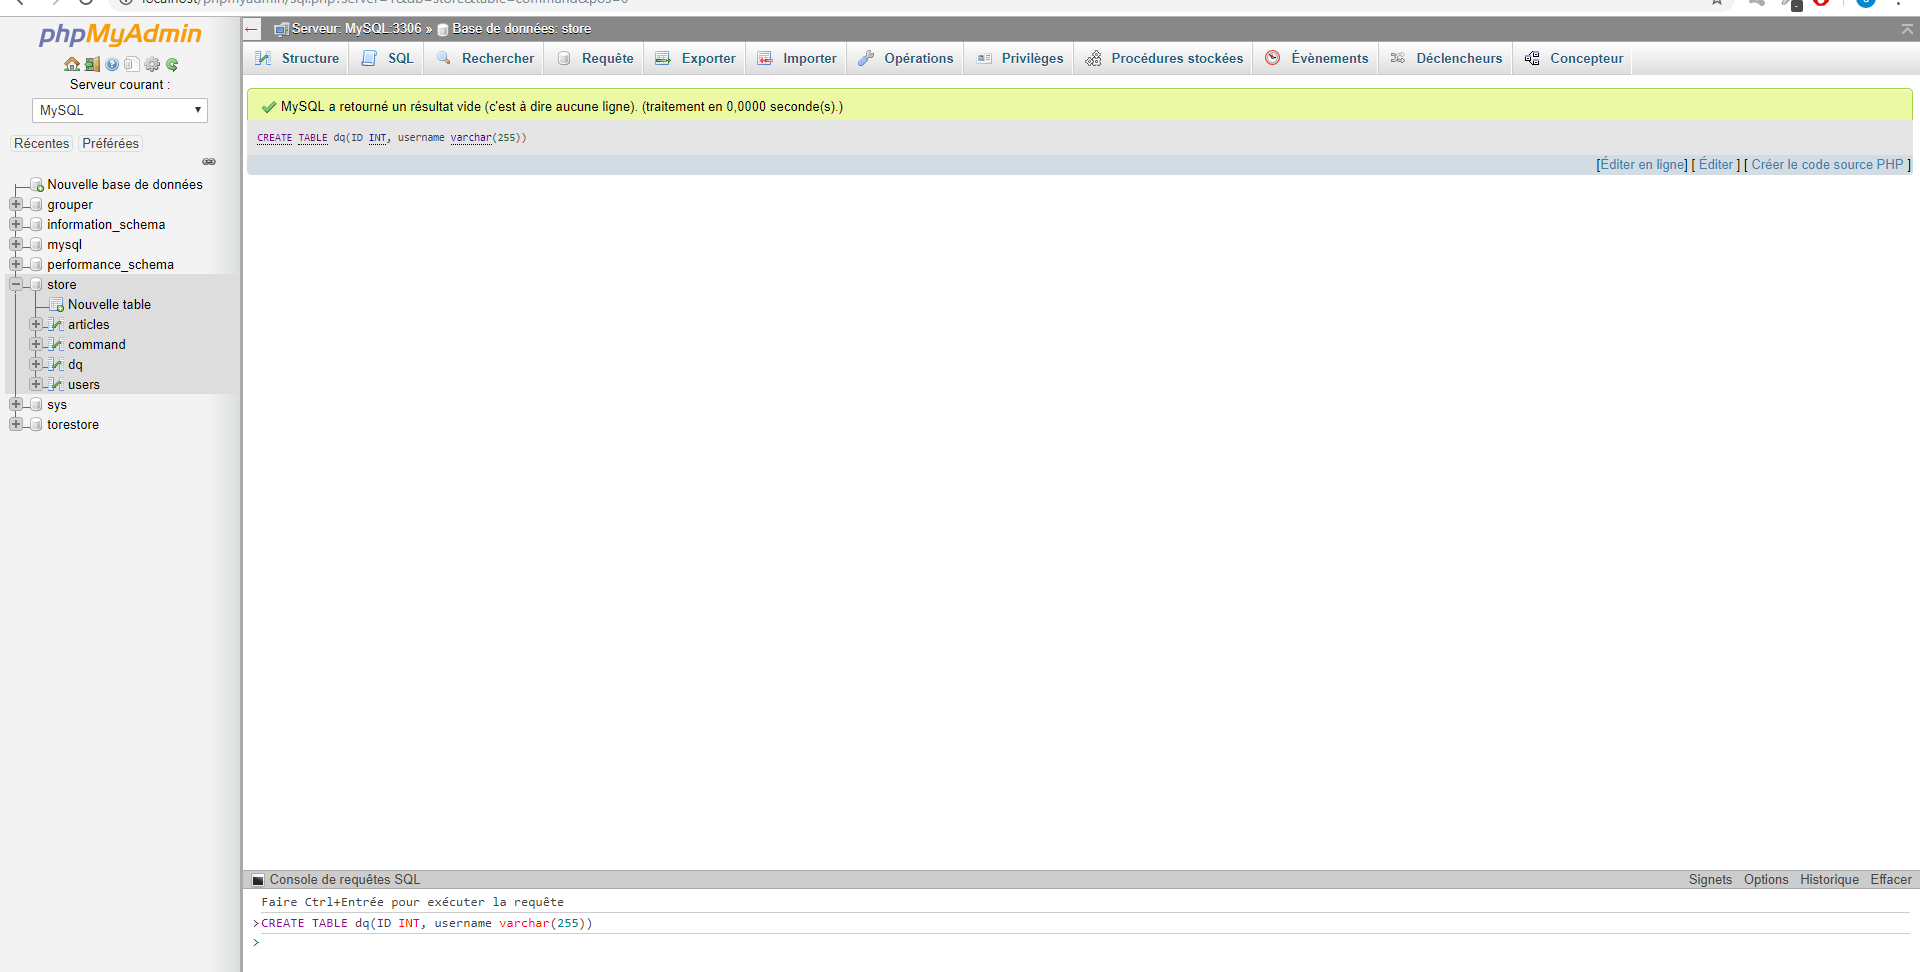 localhost/phpmyadmin/sql.php?server=1&db=store&table=command&pos=0
phpMyAdmin
Serveur courant :
MySQL
Récentes Préférées
Nouvelle base de données
grouper
information_schema
mysql
performance_schema
store
Nouvelle table
articles
command
dq
users
sys
torestore
Serveur: MySQL:3306 » Base de données: store
Structure SQL Rechercher Requête Exporter Importer Opérations Privilèges Procédures stockées Évènements Déclencheurs Concepteur
MySQL a retourné un résultat vide (c'est à dire aucune ligne). (traitement en 0,0000 seconde(s).)
CREATE TABLE dq(ID INT, username varchar(255))
[Éditer en ligne] [ Éditer ] [ Créer le code source PHP ]
Console de requêtes SQL
Signets Options Historique Effacer
Faire Ctrl+Entrée pour exécuter la requête
>CREATE TABLE dq(ID INT, username varchar(255))
>